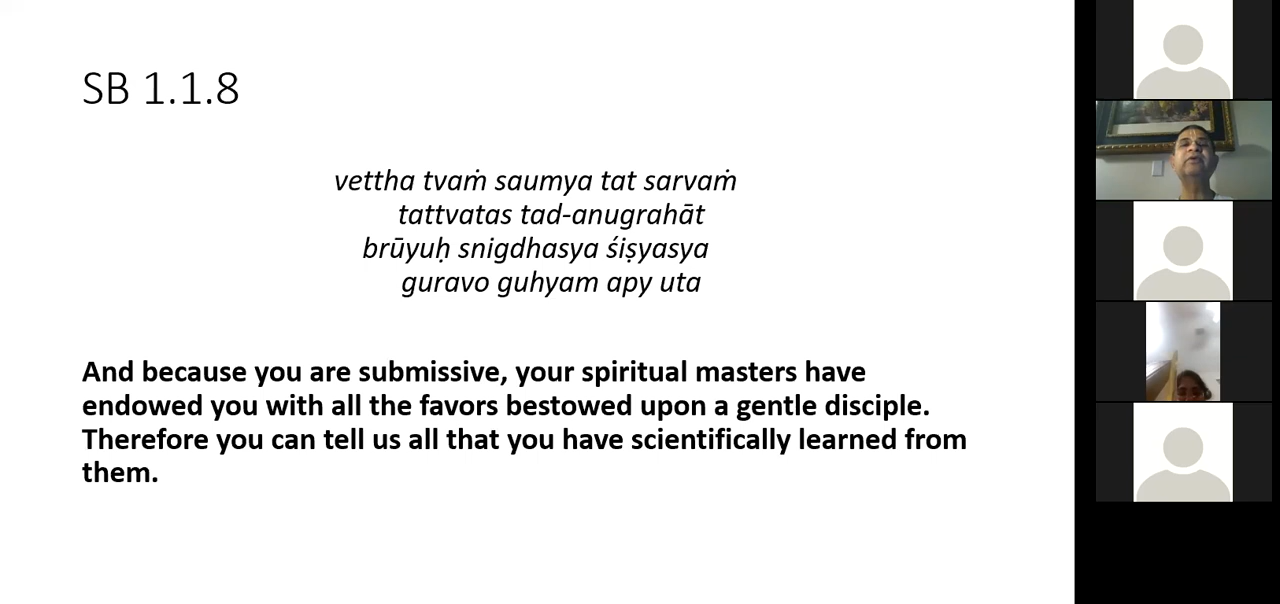 SB 1.1.8
vettha tvaṁ saumya tat sarvaṁ
tattvatas tad-anugrahāt
brūyuḥ snigdhasya śiṣyasya
guravo guhyam apy uta
And because you are submissive, your spiritual masters have
endowed you with all the favors bestowed upon a gentle disciple.
Therefore you can tell us all that you have scientifically learned from
them.